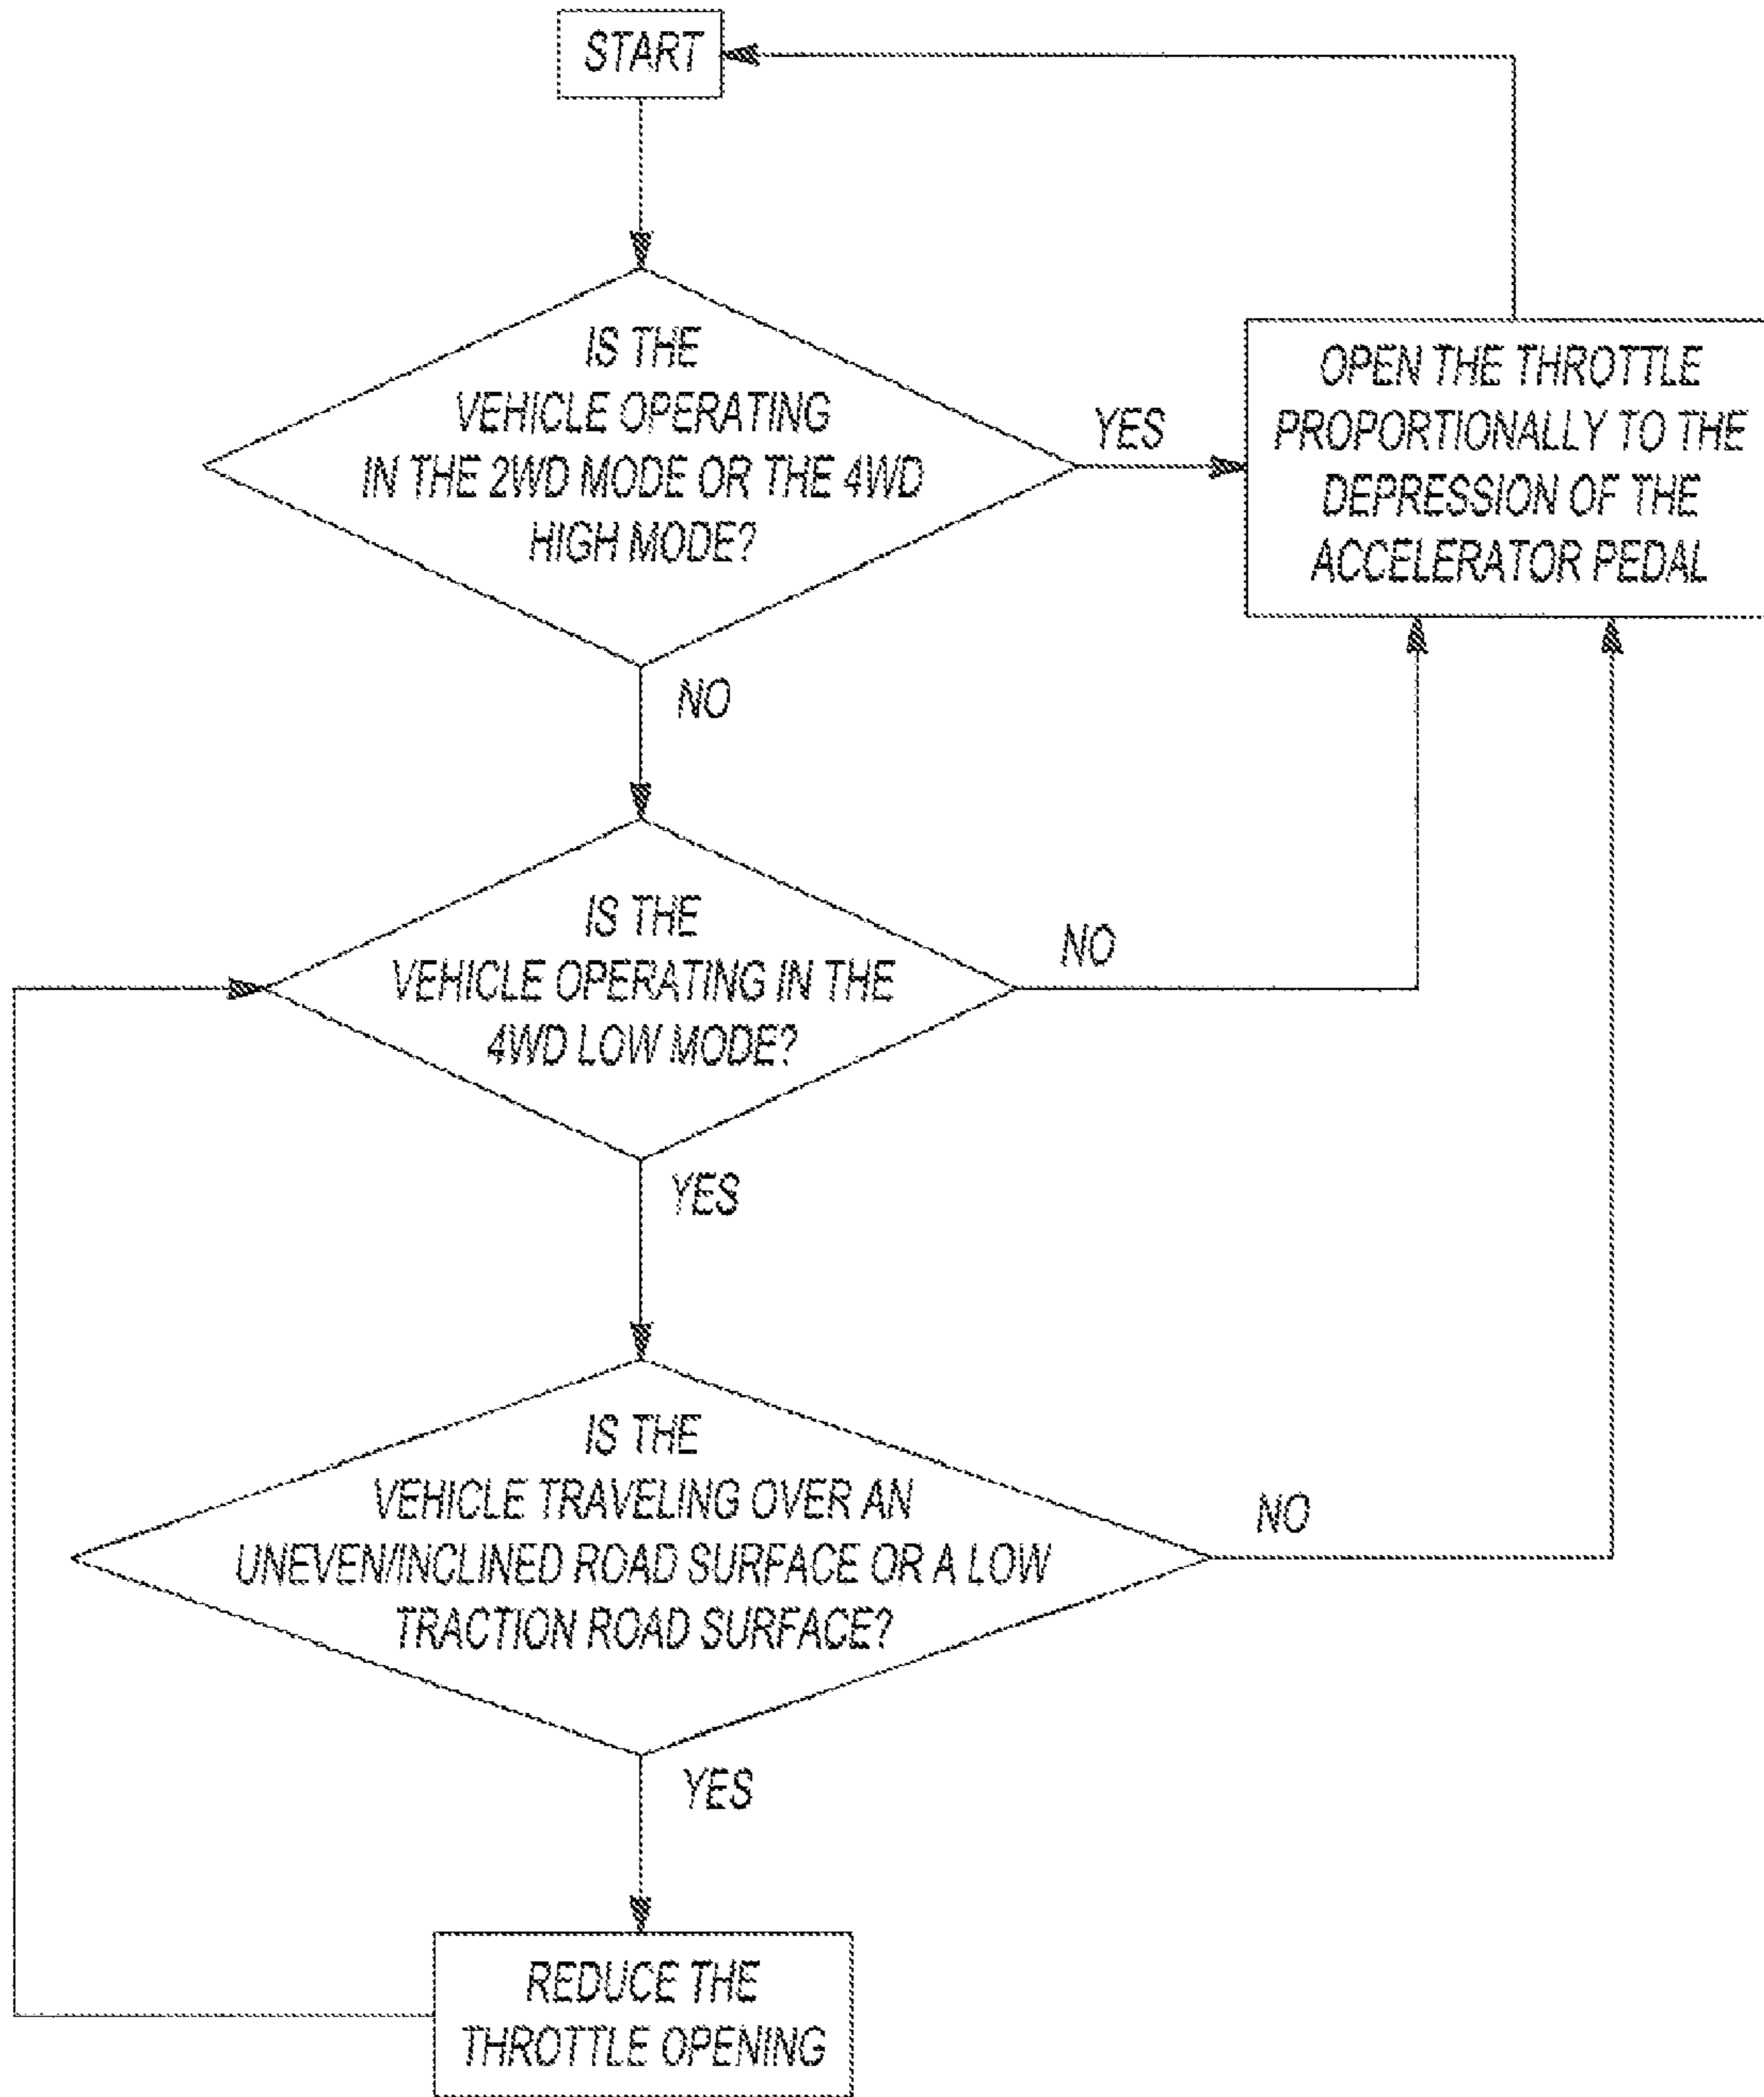 START
IS THE
VEHICLE OPERATING
IN THE 2WD MODE OR THE 4WD
HIGH MODE?
YES
OPEN THE THROTTLE
PROPORTIONALLY TO THE
DEPRESSION OF THE
ACCELERATOR PEDAL
NO
IS THE
VEHICLE OPERATING IN THE
4WD LOW MODE?
NO
YES
IS THE
VEHICLE TRAVELING OVER AN
UNEVEN/INCLINED ROAD SURFACE OR A LOW
TRACTION ROAD SURFACE?
NO
YES
REDUCE THE
THROTTLE OPENING